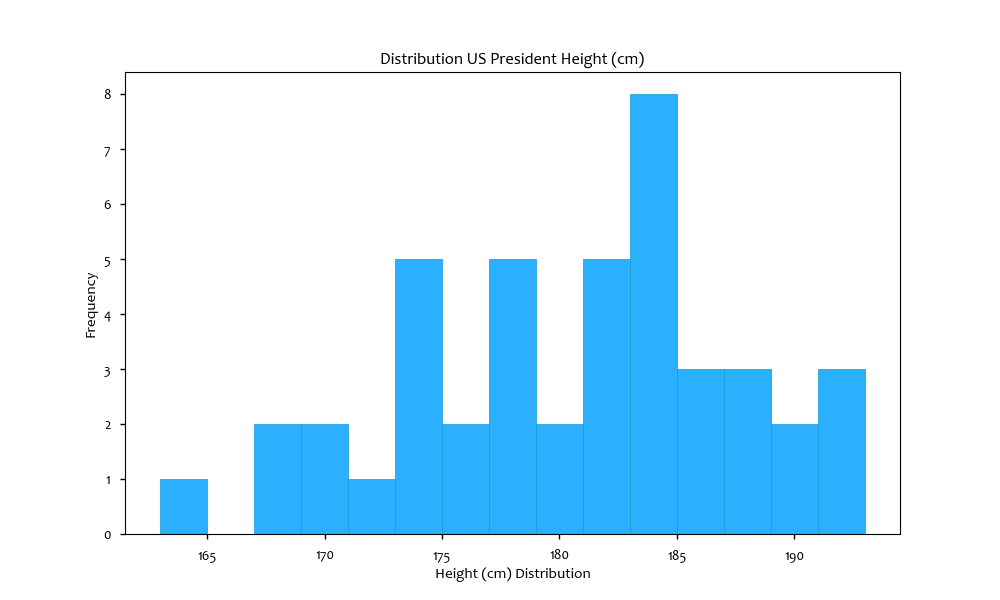 Distribution US President Height (cm)
8
7
6
5
4
3
2
1
0
Frequency
165 170 175 180 185 190
Height (cm) Distribution